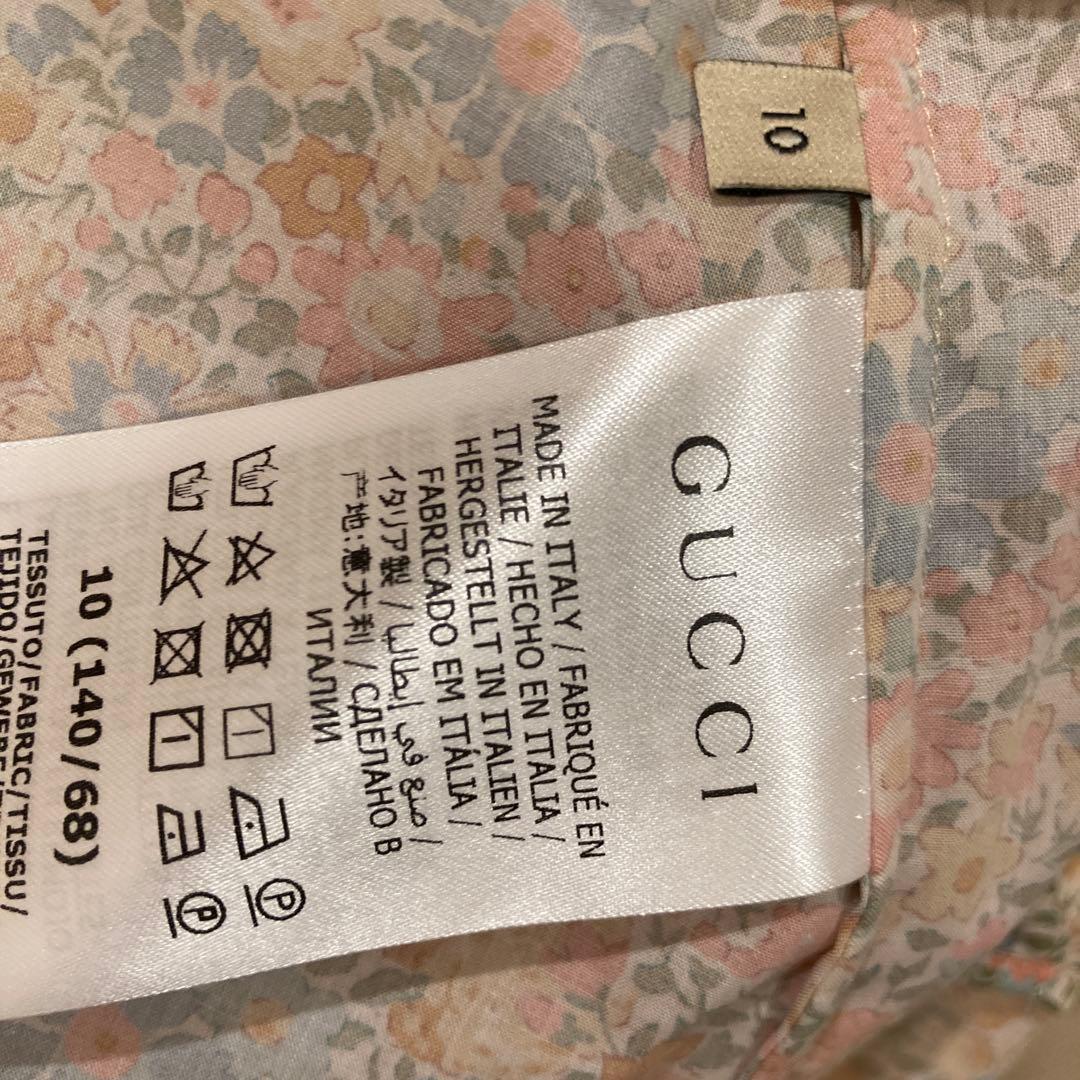 10
GUCCI
MADE IN ITALY / FABRIQUÉ EN
ITALIE / HECHO EN ITALIA /
HERGESTELLT IN ITALIEN /
FABRICADO EM ITÁLIA /
イタリア製 / صنع في إيطاليا /
产地:意大利 / СДЕЛАНО В
ИТАЛИИ
P
P
10 (140/68)
TESSUTO/FABRIC/TISSU/